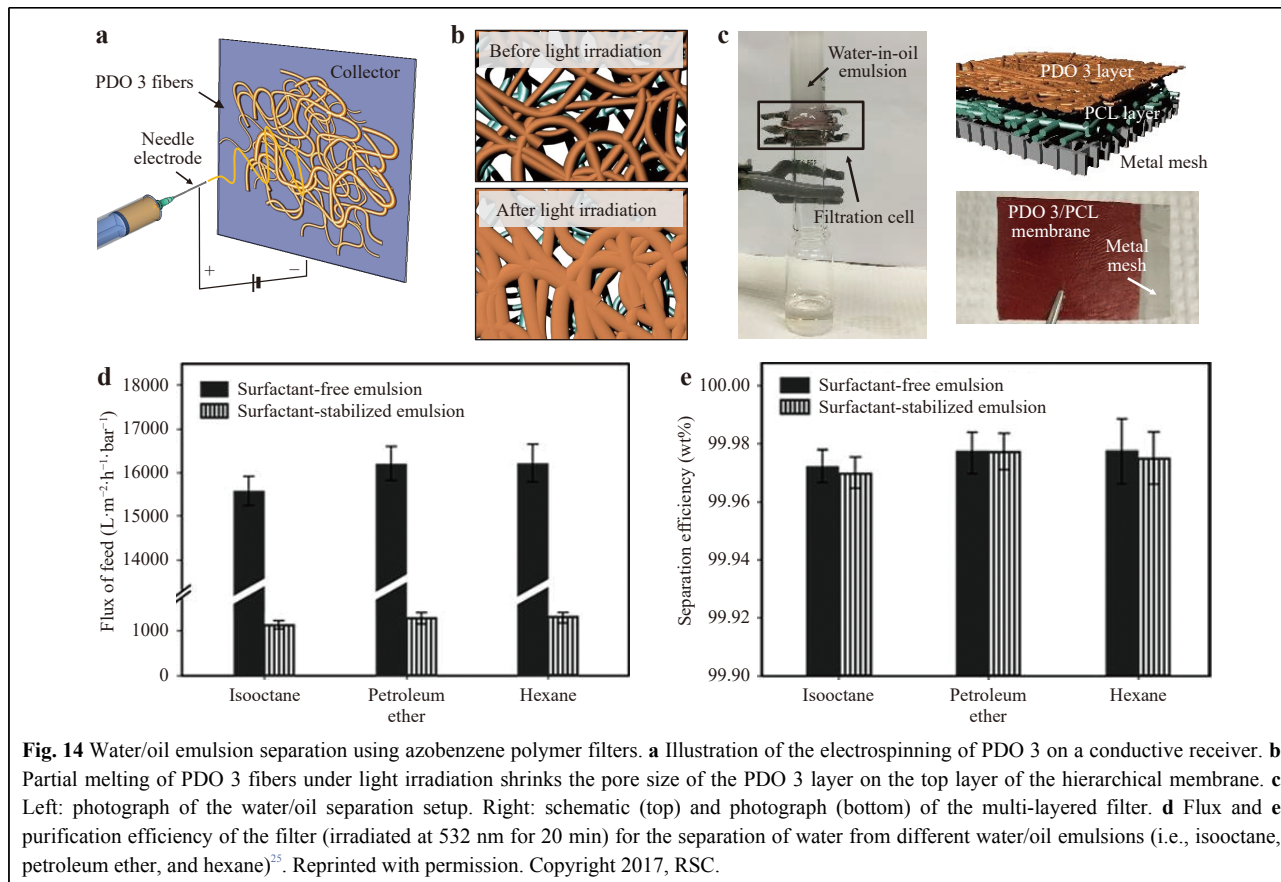 a
PDO 3 fibers
Collector
Needle
electrode
+
−
b
Before light irradiation
After light irradiation
c
Water-in-oil
emulsion
Filtration cell
PDO 3 layer
PCL layer
Metal mesh
PDO 3/PCL
membrane
Metal
mesh
d
Flux of feed (L·m⁻²·h⁻¹·bar⁻¹)
18000
17000
16000
15000
14000
1000
0
Surfactant-free emulsion
Surfactant-stabilized emulsion
Isooctane
Petroleum
ether
Hexane
e
Separation efficiency (wt%)
100.00
99.98
99.96
99.94
99.92
99.90
Surfactant-free emulsion
Surfactant-stabilized emulsion
Isooctane
Petroleum
ether
Hexane
Fig. 14 Water/oil emulsion separation using azobenzene polymer filters. a Illustration of the electrospinning of PDO 3 on a conductive receiver. b
Partial melting of PDO 3 fibers under light irradiation shrinks the pore size of the PDO 3 layer on the top layer of the hierarchical membrane. c
Left: photograph of the water/oil separation setup. Right: schematic (top) and photograph (bottom) of the multi-layered filter. d Flux and e
purification efficiency of the filter (irradiated at 532 nm for 20 min) for the separation of water from different water/oil emulsions (i.e., isooctane,
petroleum ether, and hexane)²⁵. Reprinted with permission. Copyright 2017, RSC.